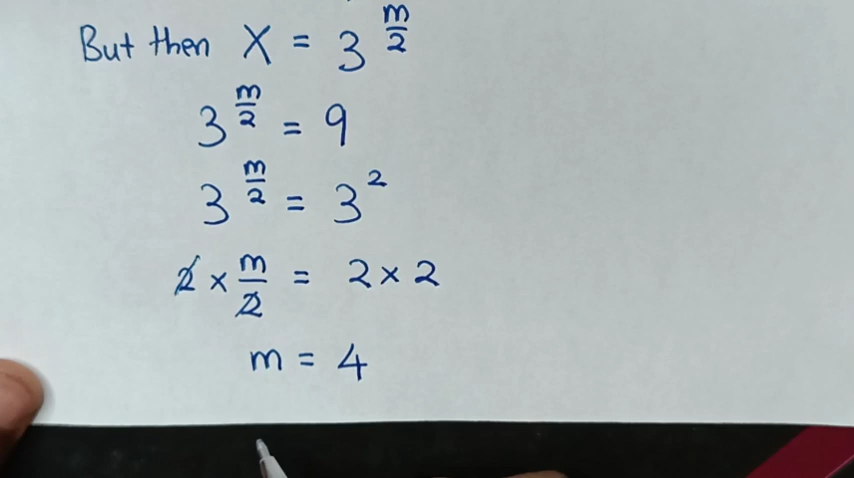 But then X = 3^(m/2)
3^(m/2) = 9
3^(m/2) = 3^2
2 × m/2 = 2 × 2
m = 4